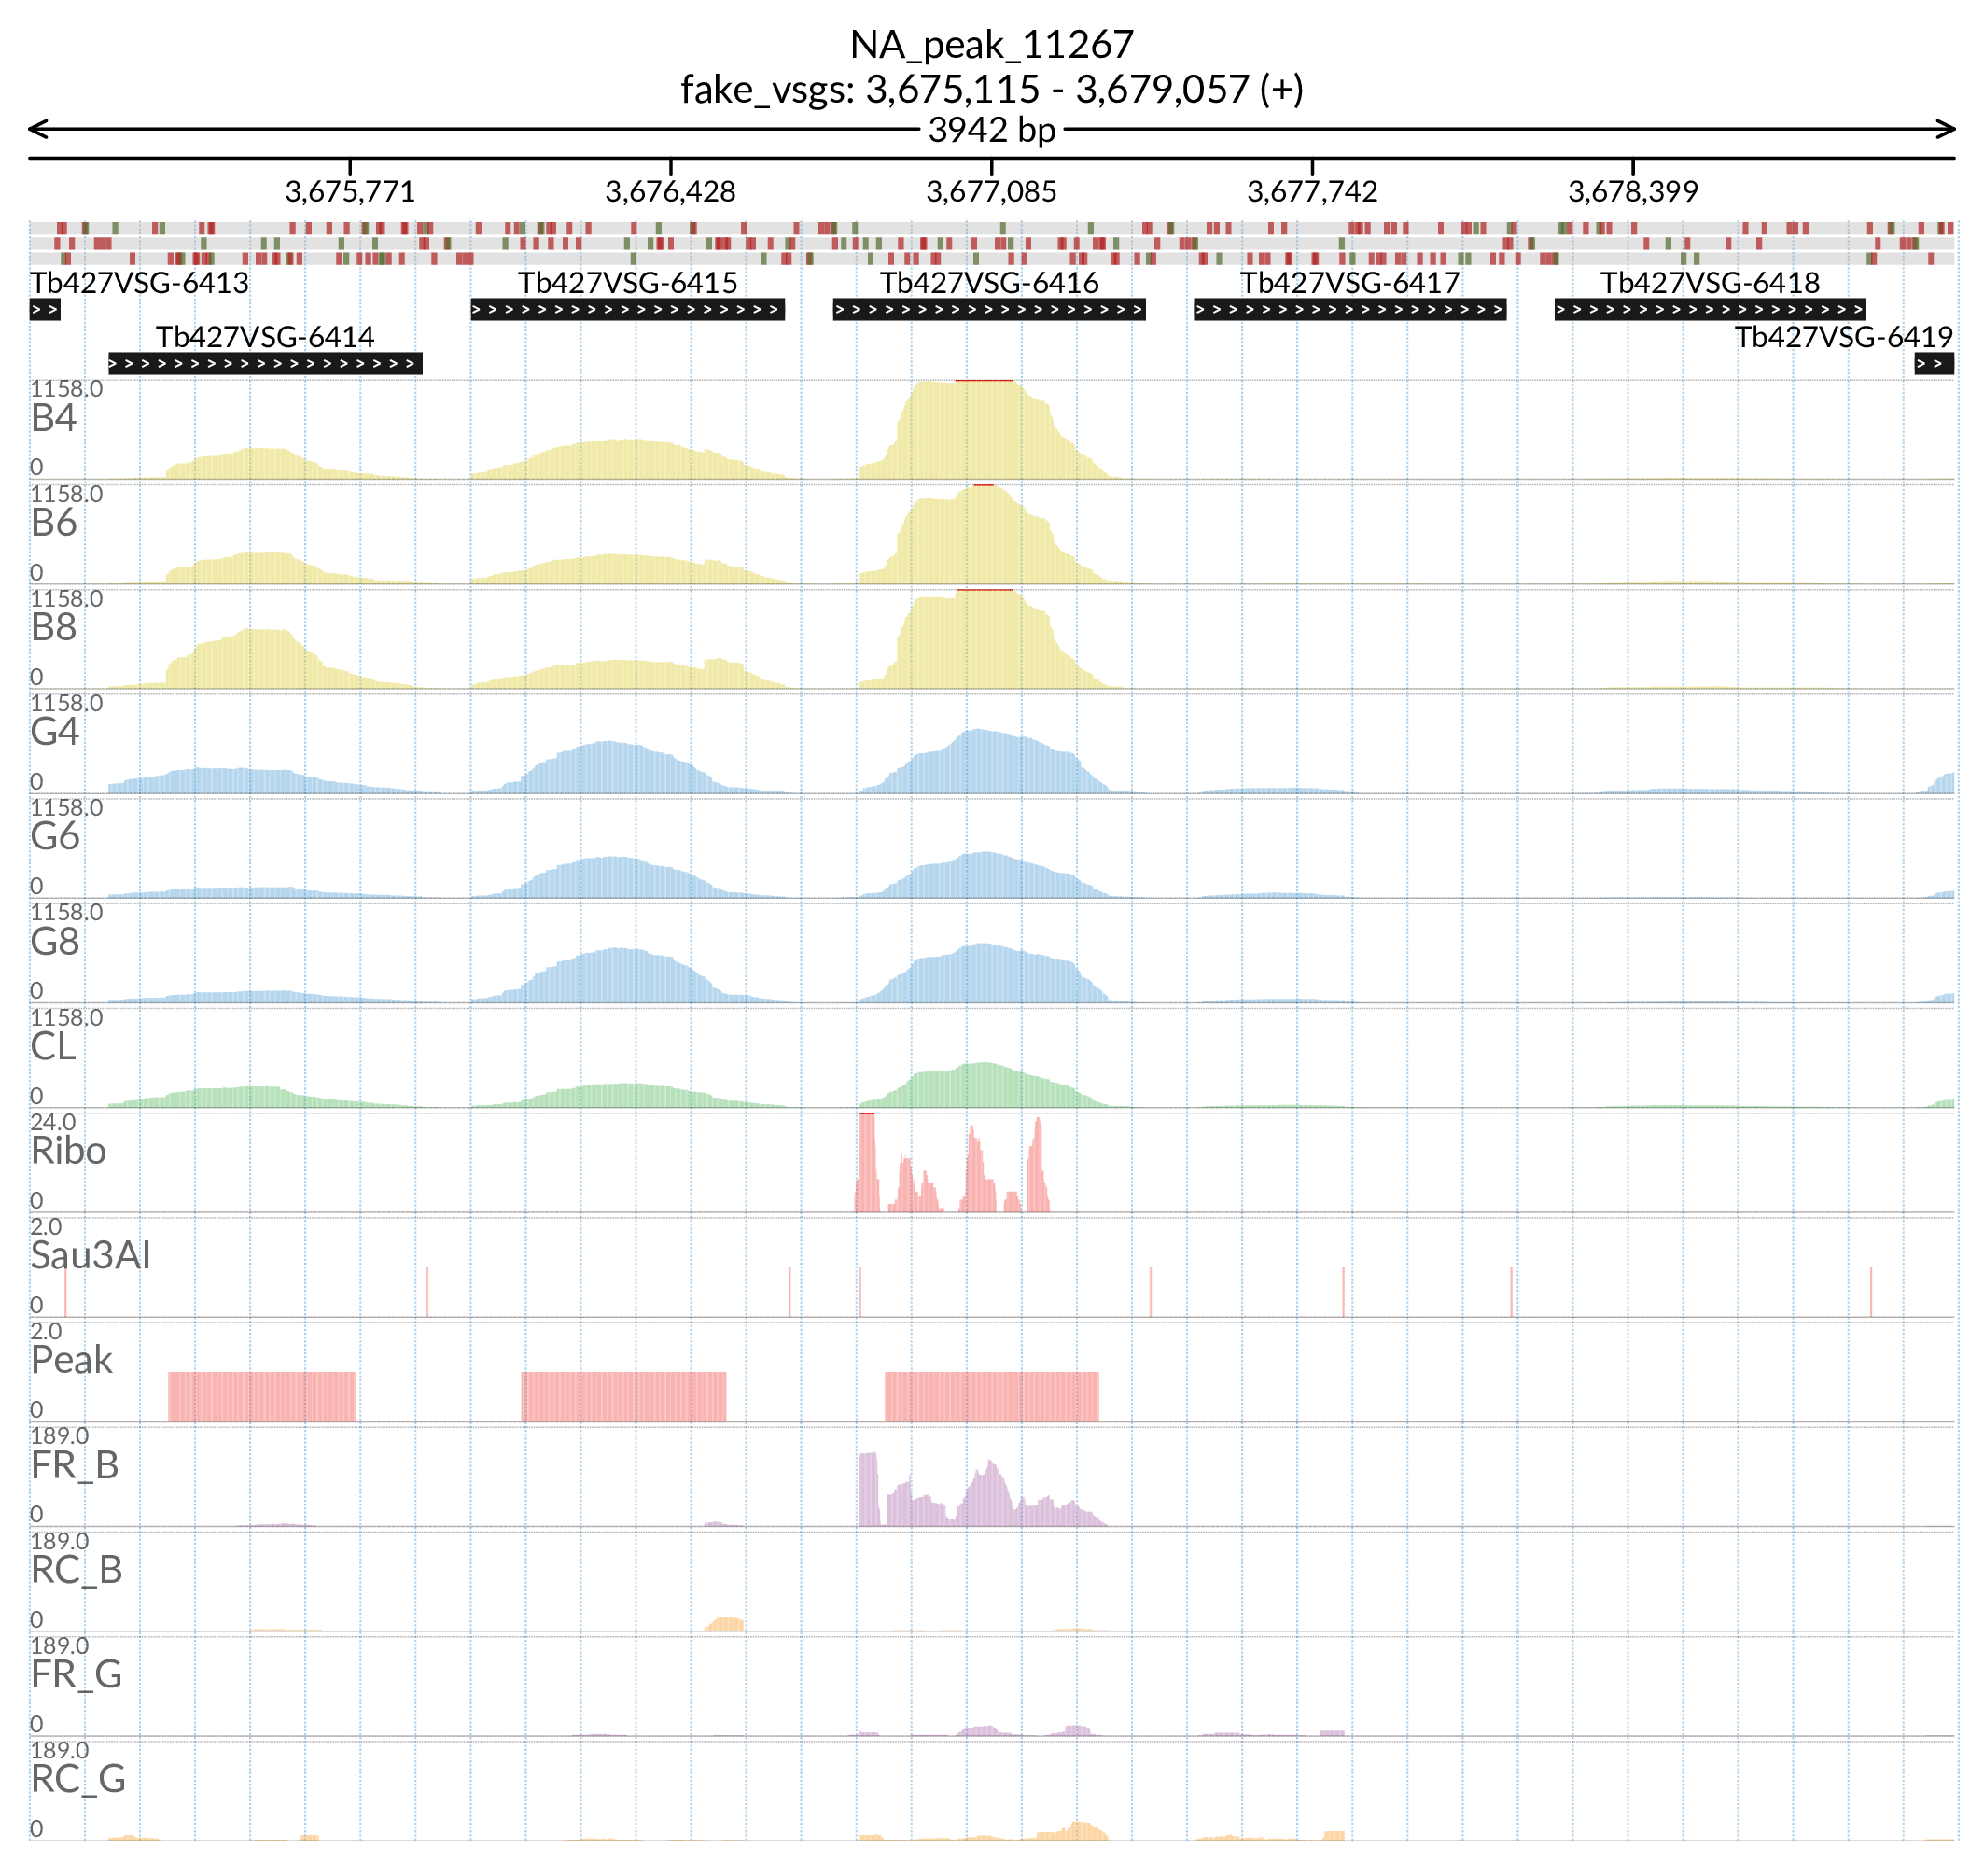 NA_peak_11267
fake_vsgs: 3,675,115 - 3,679,057 (+)
3942 bp
3,675,771 3,676,428 3,677,085 3,677,742 3,678,399
Tb427VSG-6413 Tb427VSG-6415 Tb427VSG-6416 Tb427VSG-6417 Tb427VSG-6418
Tb427VSG-6414 Tb427VSG-6419
1158.0
B4
0
1158.0
B6
0
1158.0
B8
0
1158.0
G4
0
1158.0
G6
0
1158.0
G8
0
1158.0
CL
0
24.0
Ribo
0
2.0
Sau3AI
0
2.0
Peak
0
189.0
FR_B
0
189.0
RC_B
0
189.0
FR_G
0
189.0
RC_G
0